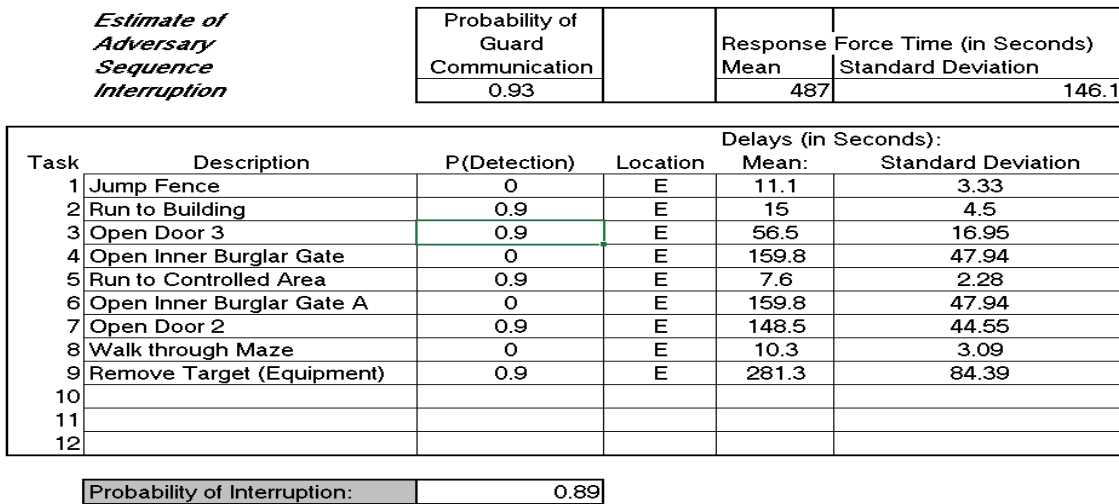 Estimate of Adversary Sequence Interruption
Probability of Guard Communication
0.93
Response Force Time (in Seconds)
Mean Standard Deviation
487 146.1
Delays (in Seconds):
Task Description P(Detection) Location Mean: Standard Deviation
1 Jump Fence 0 E 11.1 3.33
2 Run to Building 0.9 E 15 4.5
3 Open Door 3 0.9 E 56.5 16.95
4 Open Inner Burglar Gate 0 E 159.8 47.94
5 Run to Controlled Area 0.9 E 7.6 2.28
6 Open Inner Burglar Gate A 0 E 159.8 47.94
7 Open Door 2 0.9 E 148.5 44.55
8 Walk through Maze 0 E 10.3 3.09
9 Remove Target (Equipment) 0.9 E 281.3 84.39
10
11
12
Probability of Interruption: 0.89